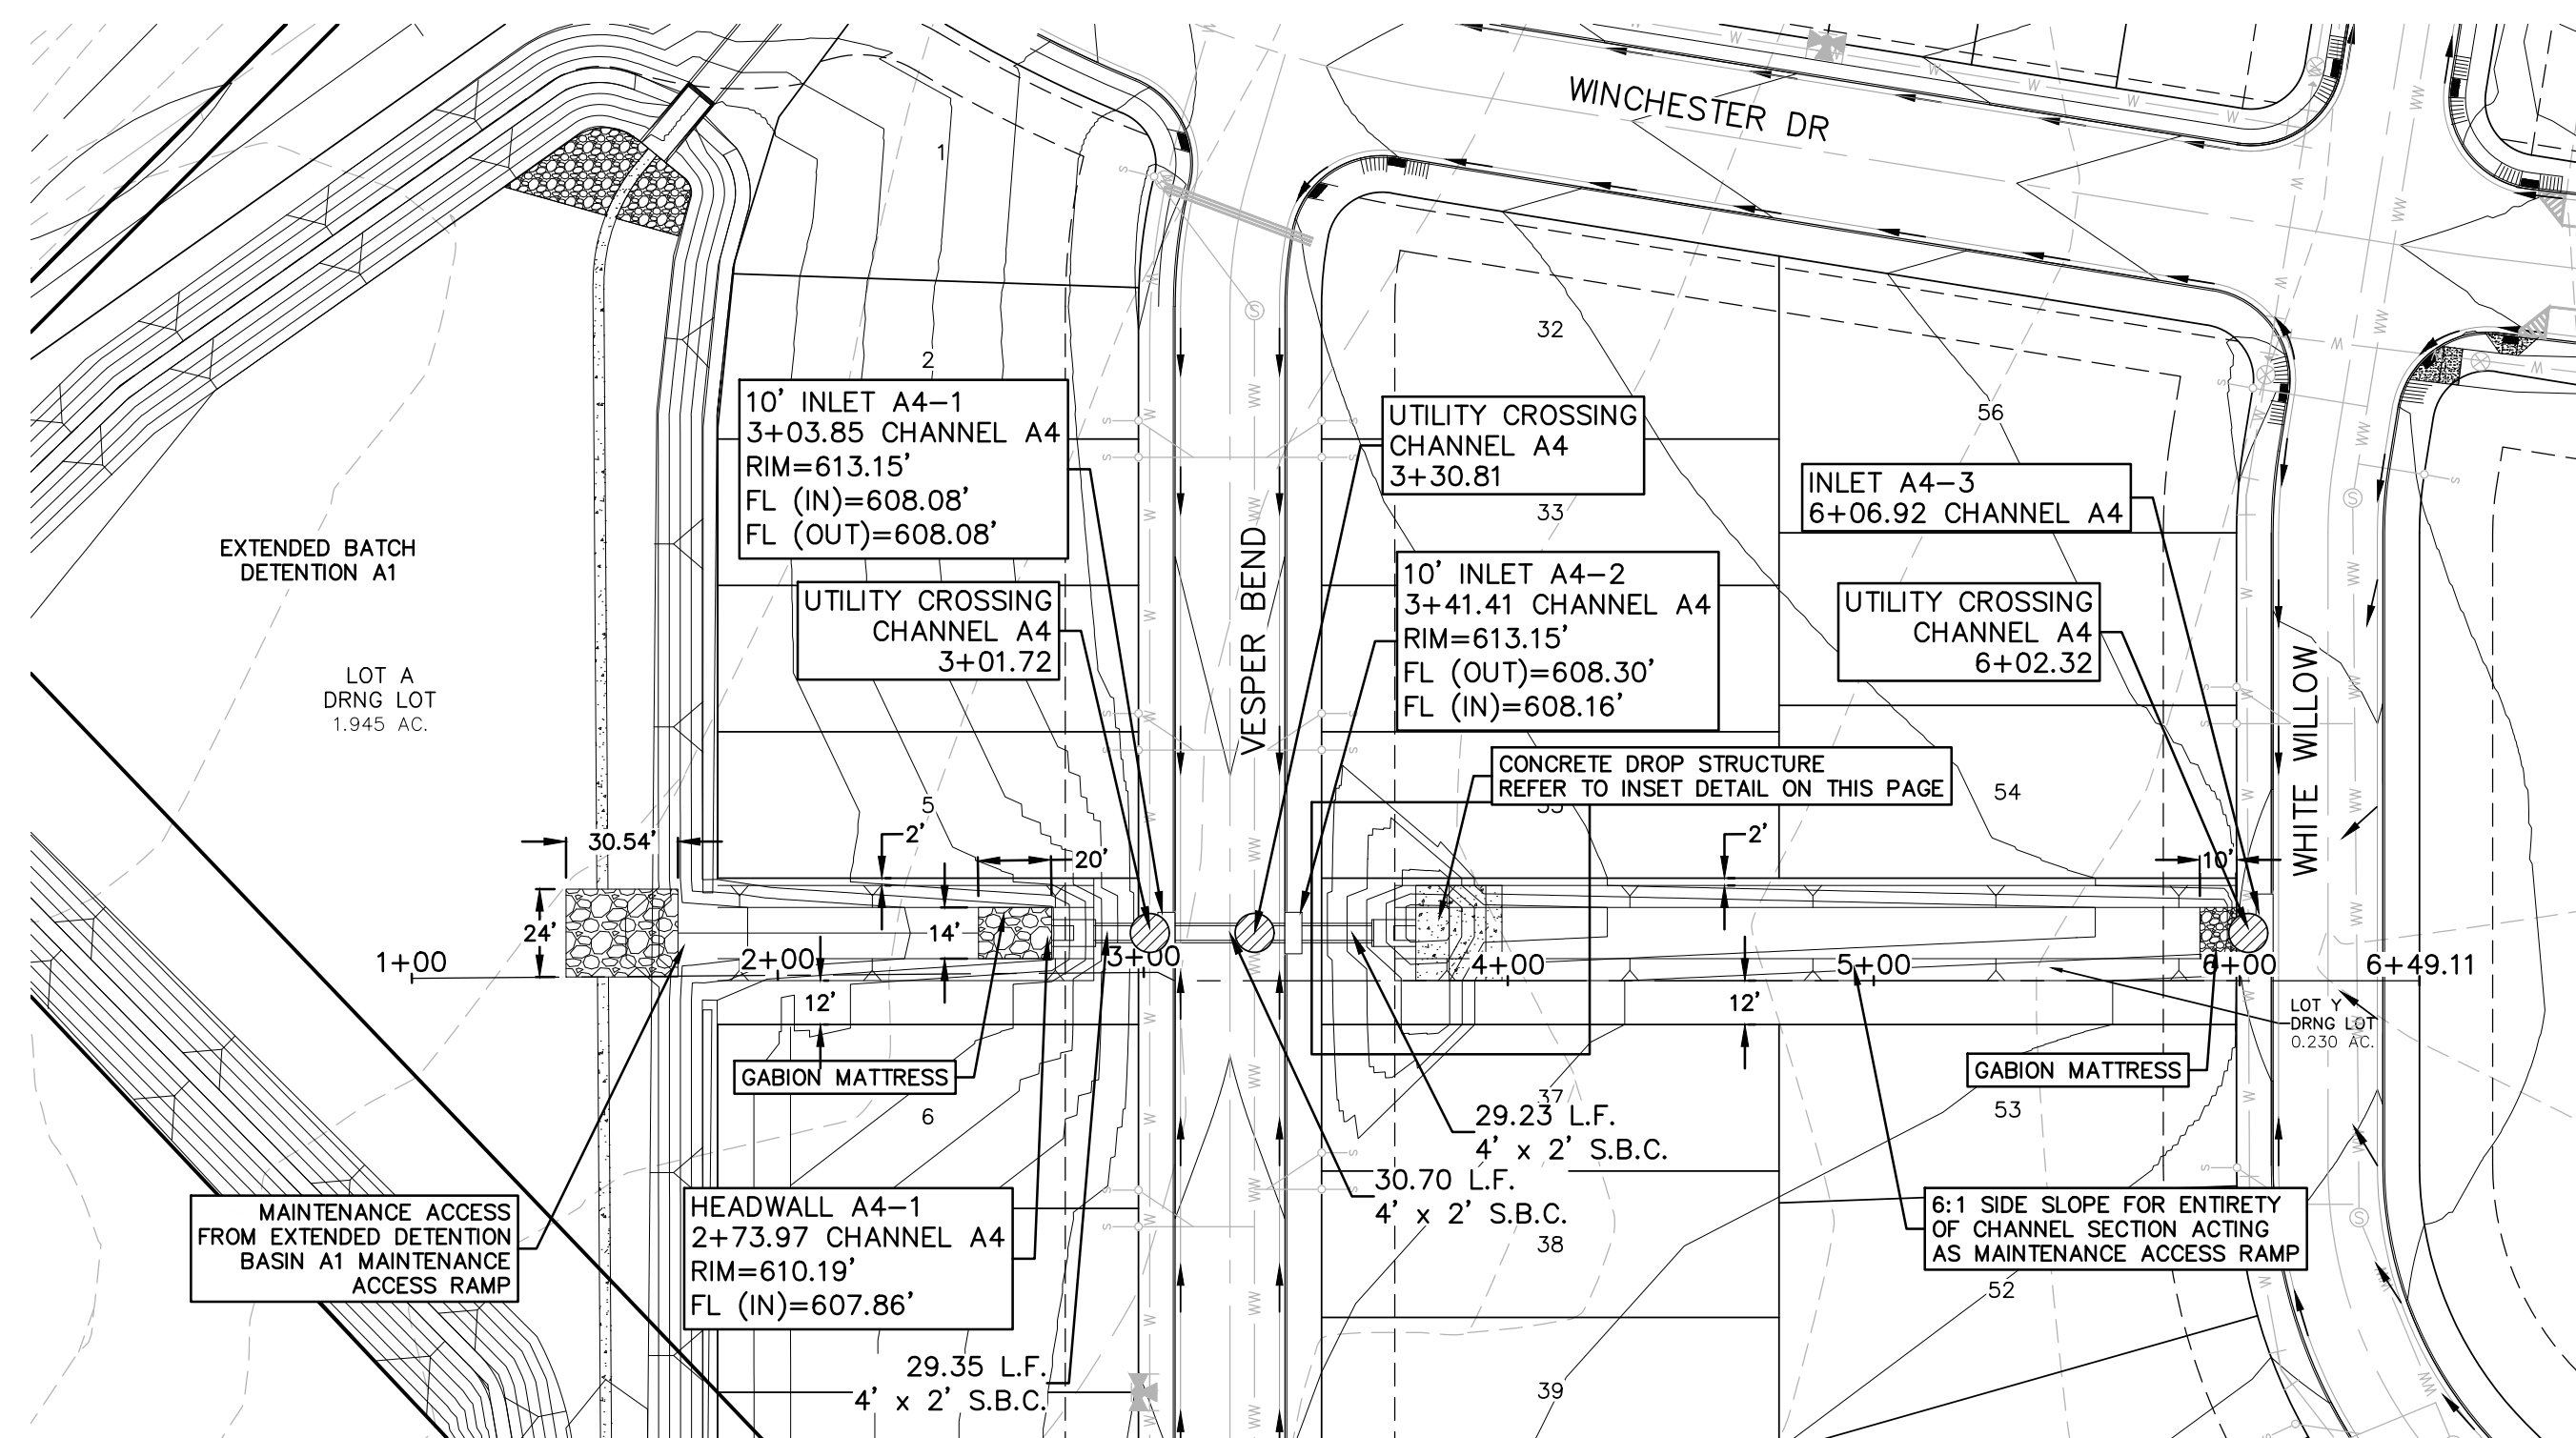 WINCHESTER DR
1
2
32
56
10' INLET A4-1
3+03.85 CHANNEL A4
RIM=613.15'
FL (IN)=608.08'
FL (OUT)=608.08'
UTILITY CROSSING
CHANNEL A4
3+30.81
INLET A4-3
6+06.92 CHANNEL A4
33
EXTENDED BATCH
DETENTION A1
UTILITY CROSSING
CHANNEL A4
3+01.72
VESPER BEND
10' INLET A4-2
3+41.41 CHANNEL A4
RIM=613.15'
FL (OUT)=608.30'
FL (IN)=608.16'
UTILITY CROSSING
CHANNEL A4
6+02.32
LOT A
DRNG LOT
1.945 AC.
WHITE WILLOW
CONCRETE DROP STRUCTURE
REFER TO INSET DETAIL ON THIS PAGE
5
54
30.54'
2'
20'
2'
10'
24'
14'
1+00
2+00
3+00
4+00
5+00
6+00
6+49.11
12'
12'
LOT Y
DRNG LOT
0.230 AC.
GABION MATTRESS
GABION MATTRESS
6
37
53
29.23 L.F.
4' x 2' S.B.C.
30.70 L.F.
4' x 2' S.B.C.
MAINTENANCE ACCESS
FROM EXTENDED DETENTION
BASIN A1 MAINTENANCE
ACCESS RAMP
HEADWALL A4-1
2+73.97 CHANNEL A4
RIM=610.19'
FL (IN)=607.86'
6:1 SIDE SLOPE FOR ENTIRETY
OF CHANNEL SECTION ACTING
AS MAINTENANCE ACCESS RAMP
38
52
29.35 L.F.
4' x 2' S.B.C.
39